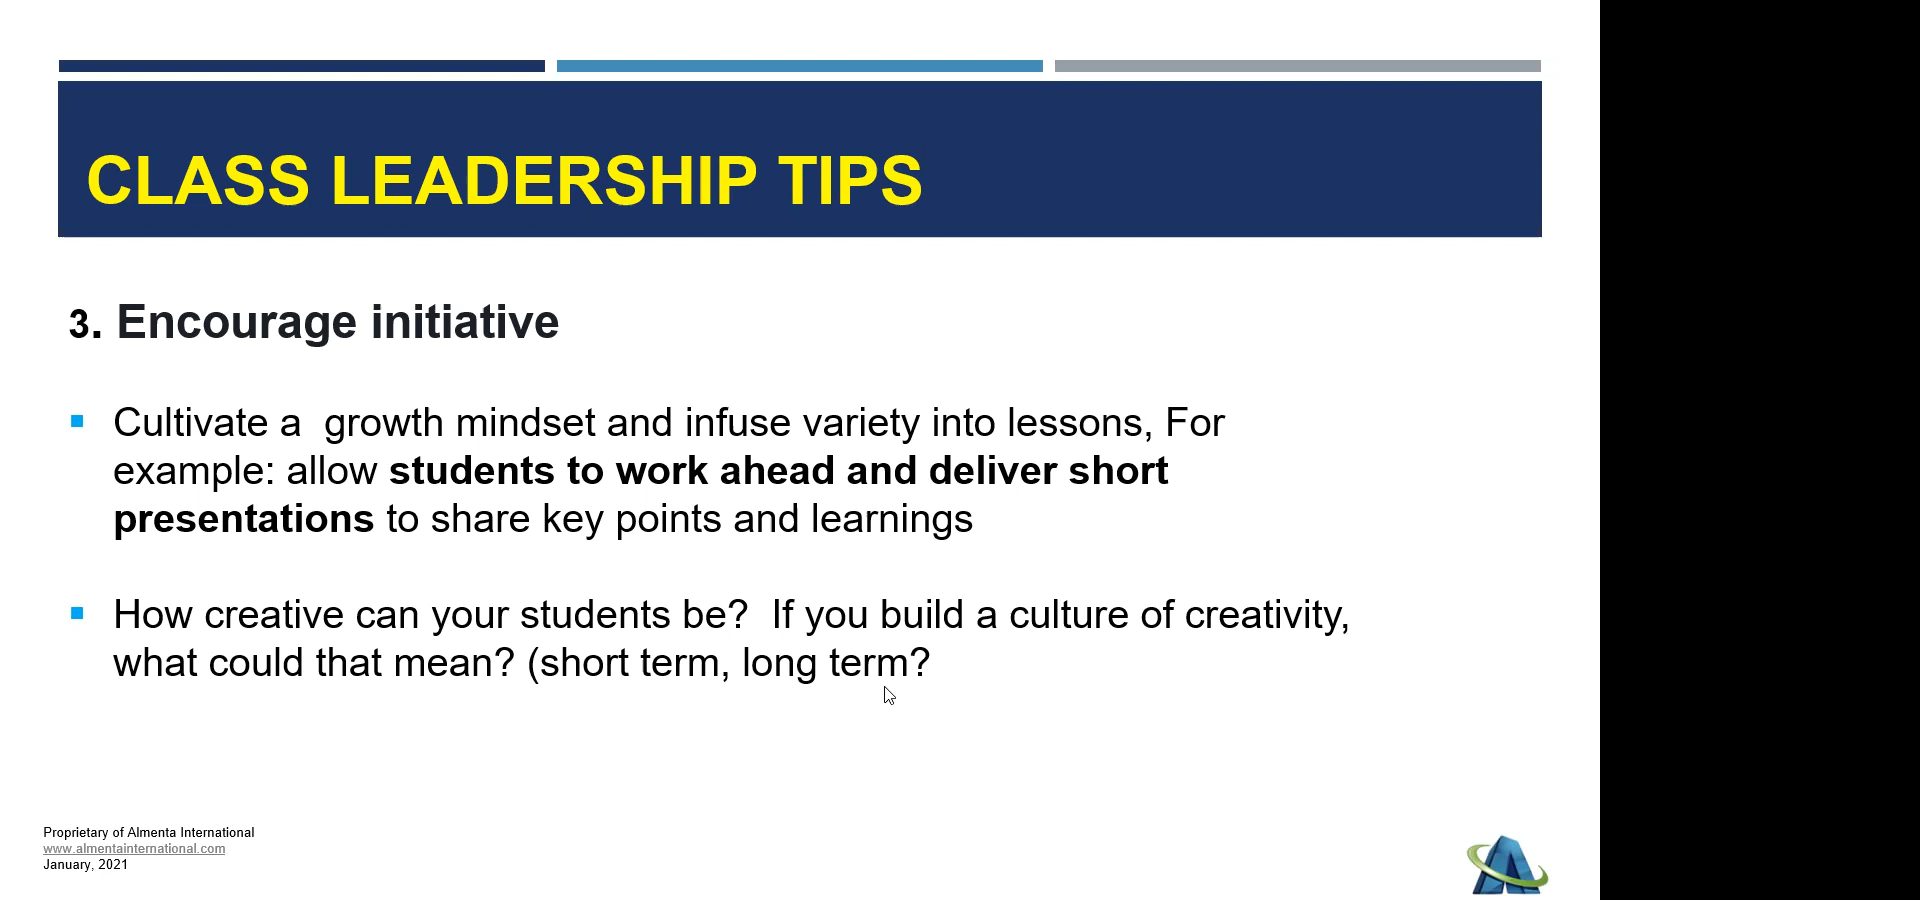 CLASS LEADERSHIP TIPS
3. Encourage initiative
Cultivate a  growth mindset and infuse variety into lessons, For
example: allow students to work ahead and deliver short
presentations to share key points and learnings
How creative can your students be?  If you build a culture of creativity,
what could that mean? (short term, long term?
Proprietary of Almenta International
www.almentainternational.com
January, 2021